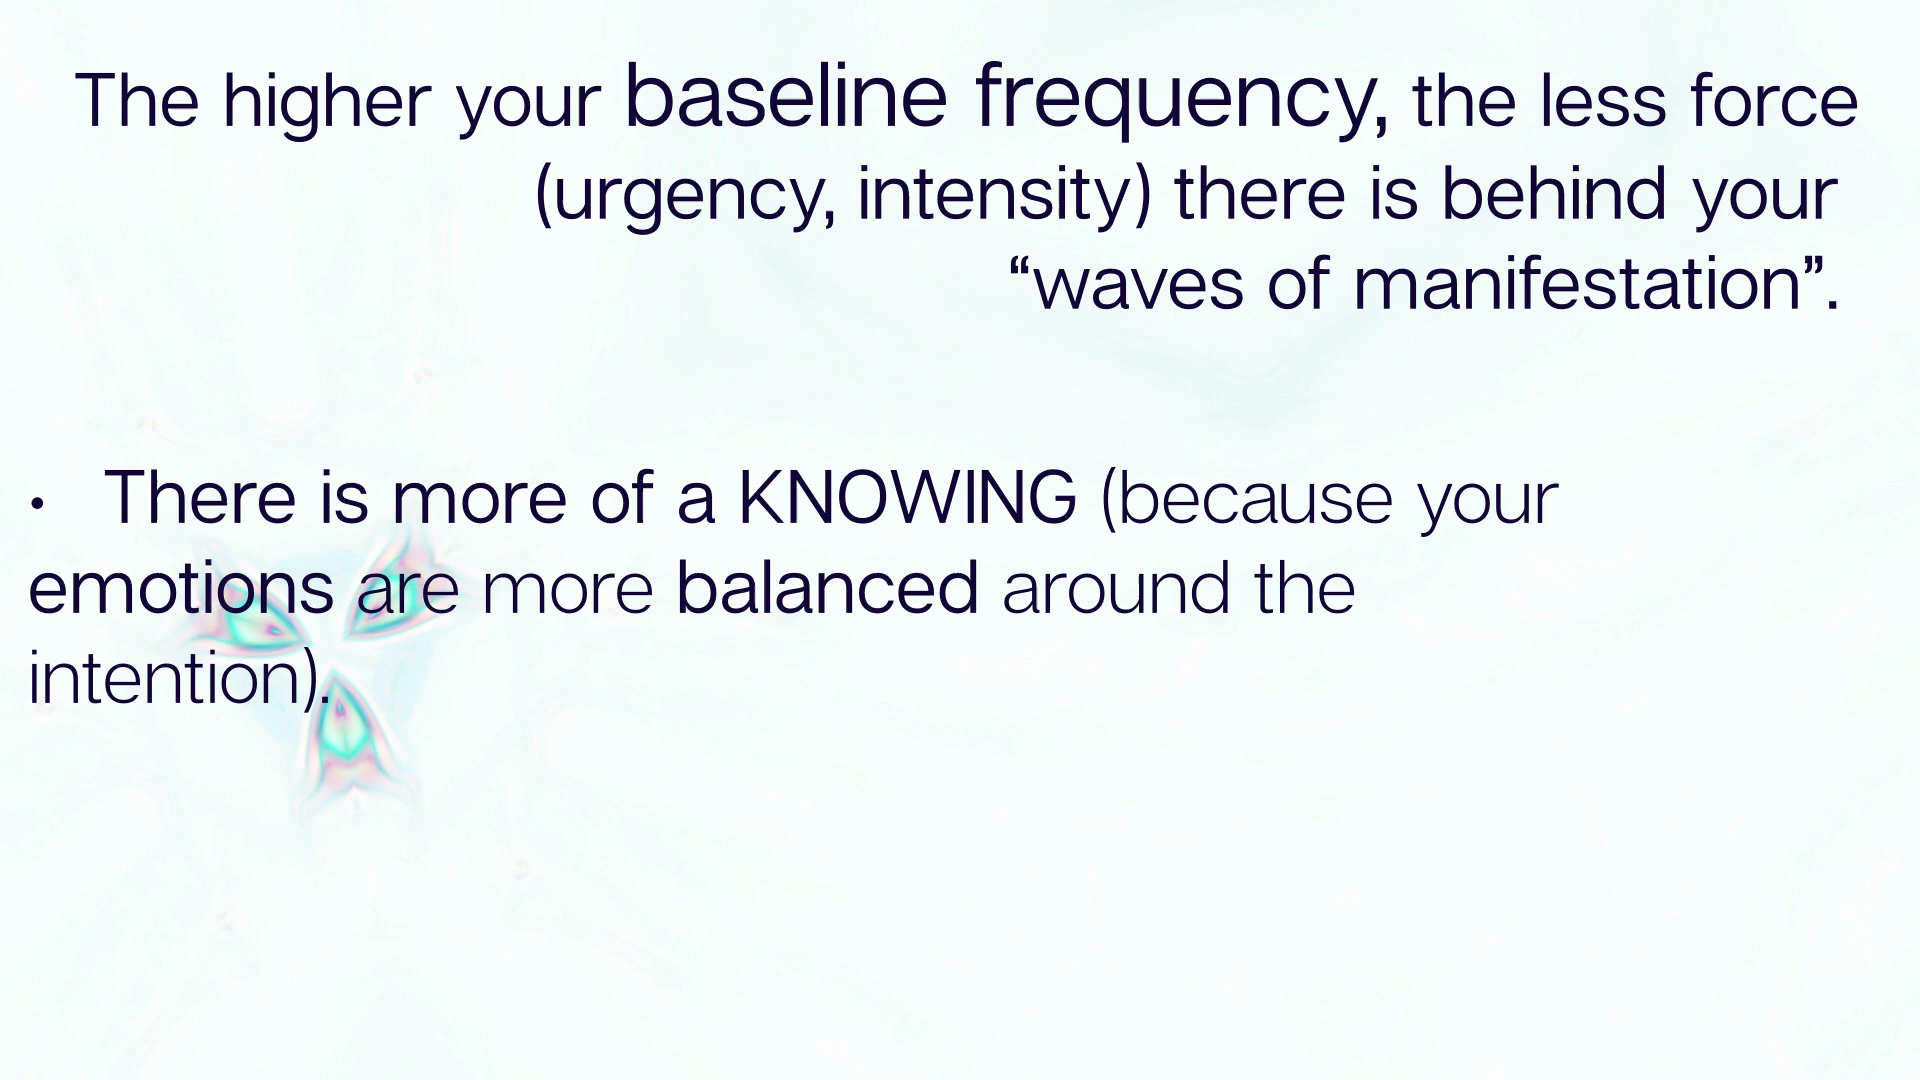 The higher your baseline frequency, the less force
(urgency, intensity) there is behind your
“waves of manifestation”.
• There is more of a KNOWING (because your
emotions are more balanced around the
intention).